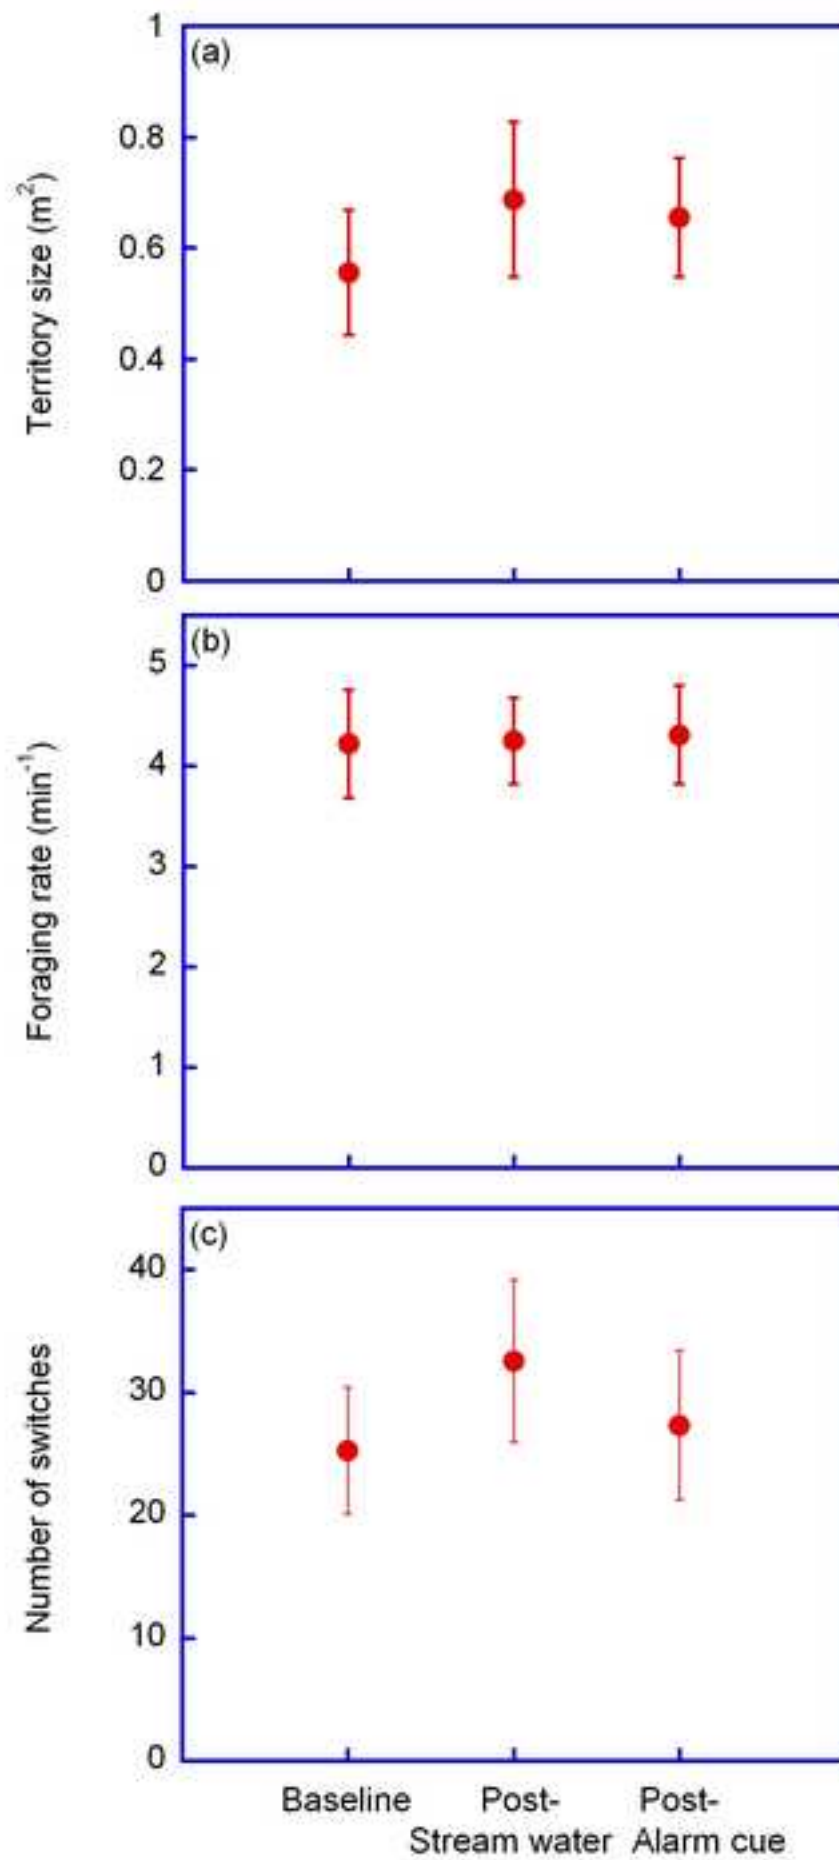 (a)
1
0.8
0.6
0.4
0.2
0
Territory size (m²)
(b)
5
4
3
2
1
0
Foraging rate (min⁻¹)
(c)
40
30
20
10
0
Number of switches
Baseline Post- Post-
Stream water Alarm cue